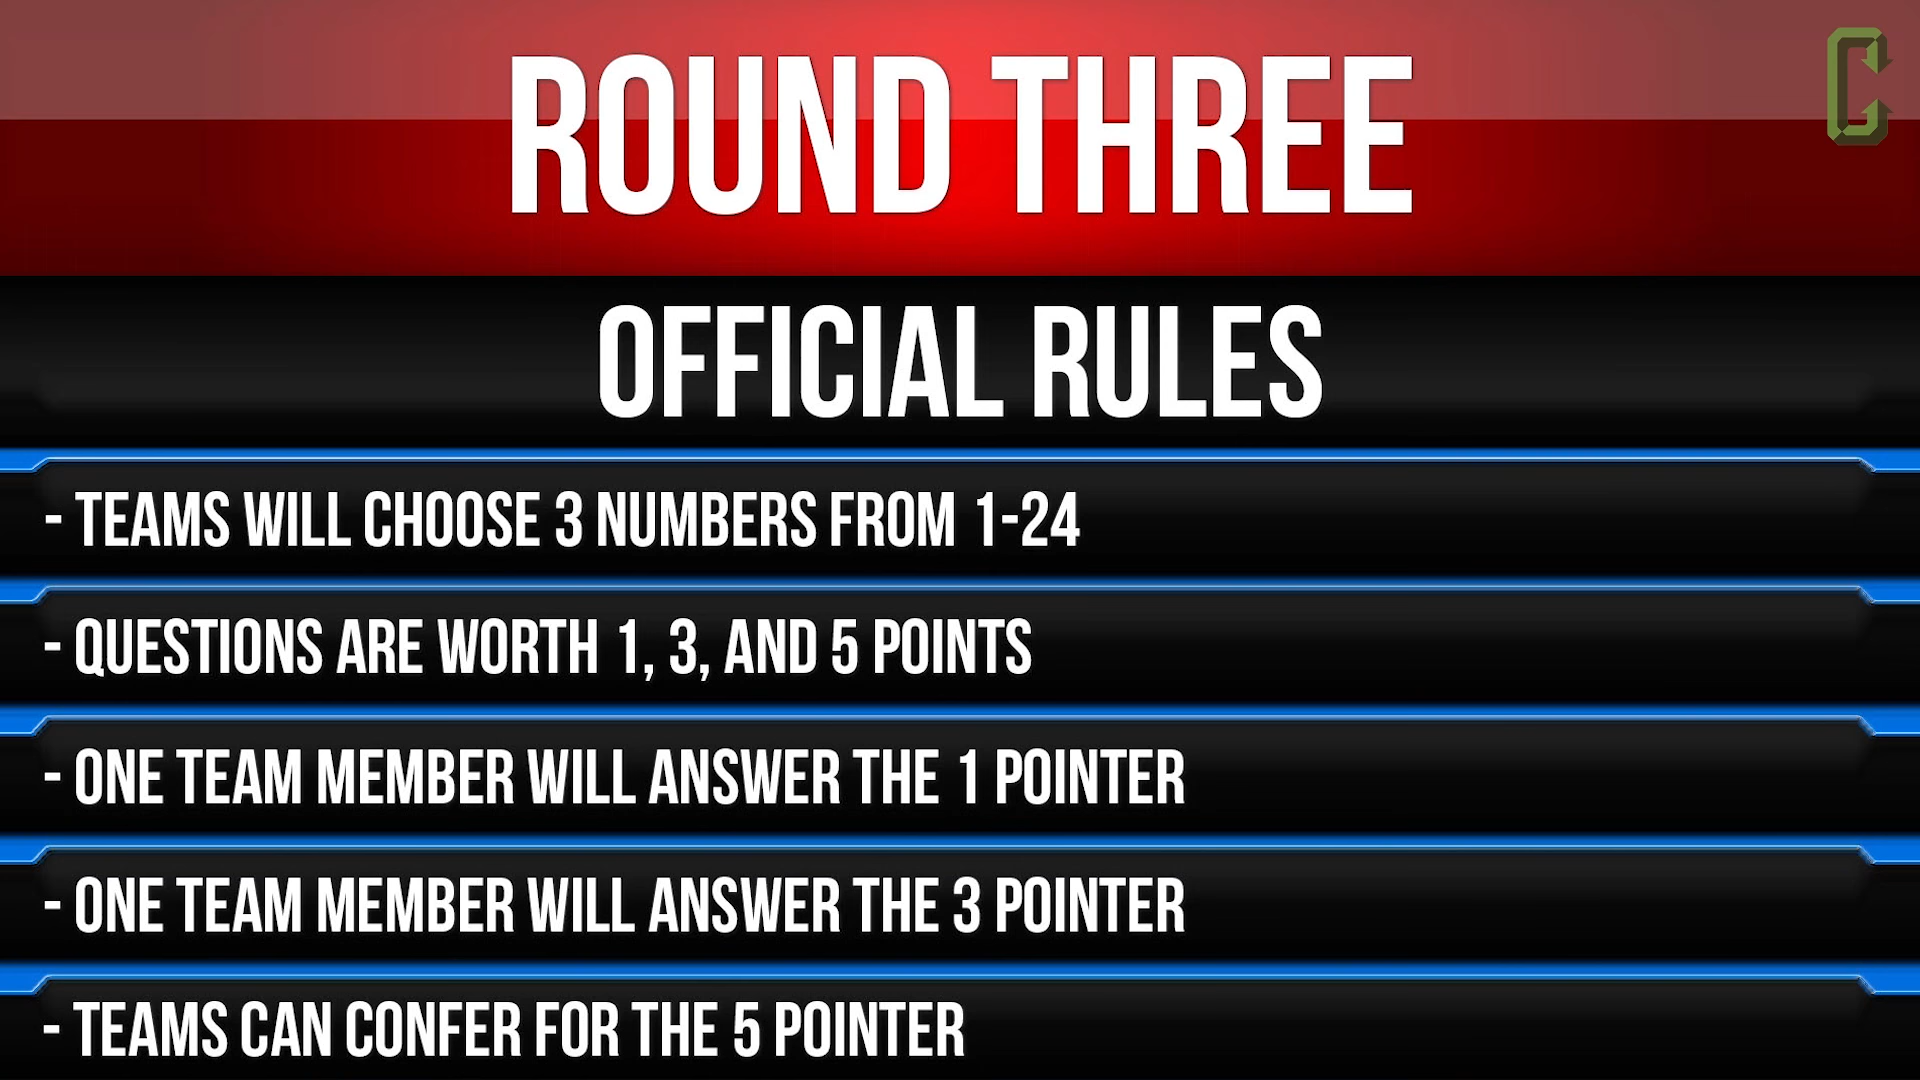 ROUND THREE
OFFICIAL RULES
- TEAMS WILL CHOOSE 3 NUMBERS FROM 1-24
- QUESTIONS ARE WORTH 1, 3, AND 5 POINTS
- ONE TEAM MEMBER WILL ANSWER THE 1 POINTER
- ONE TEAM MEMBER WILL ANSWER THE 3 POINTER
- TEAMS CAN CONFER FOR THE 5 POINTER